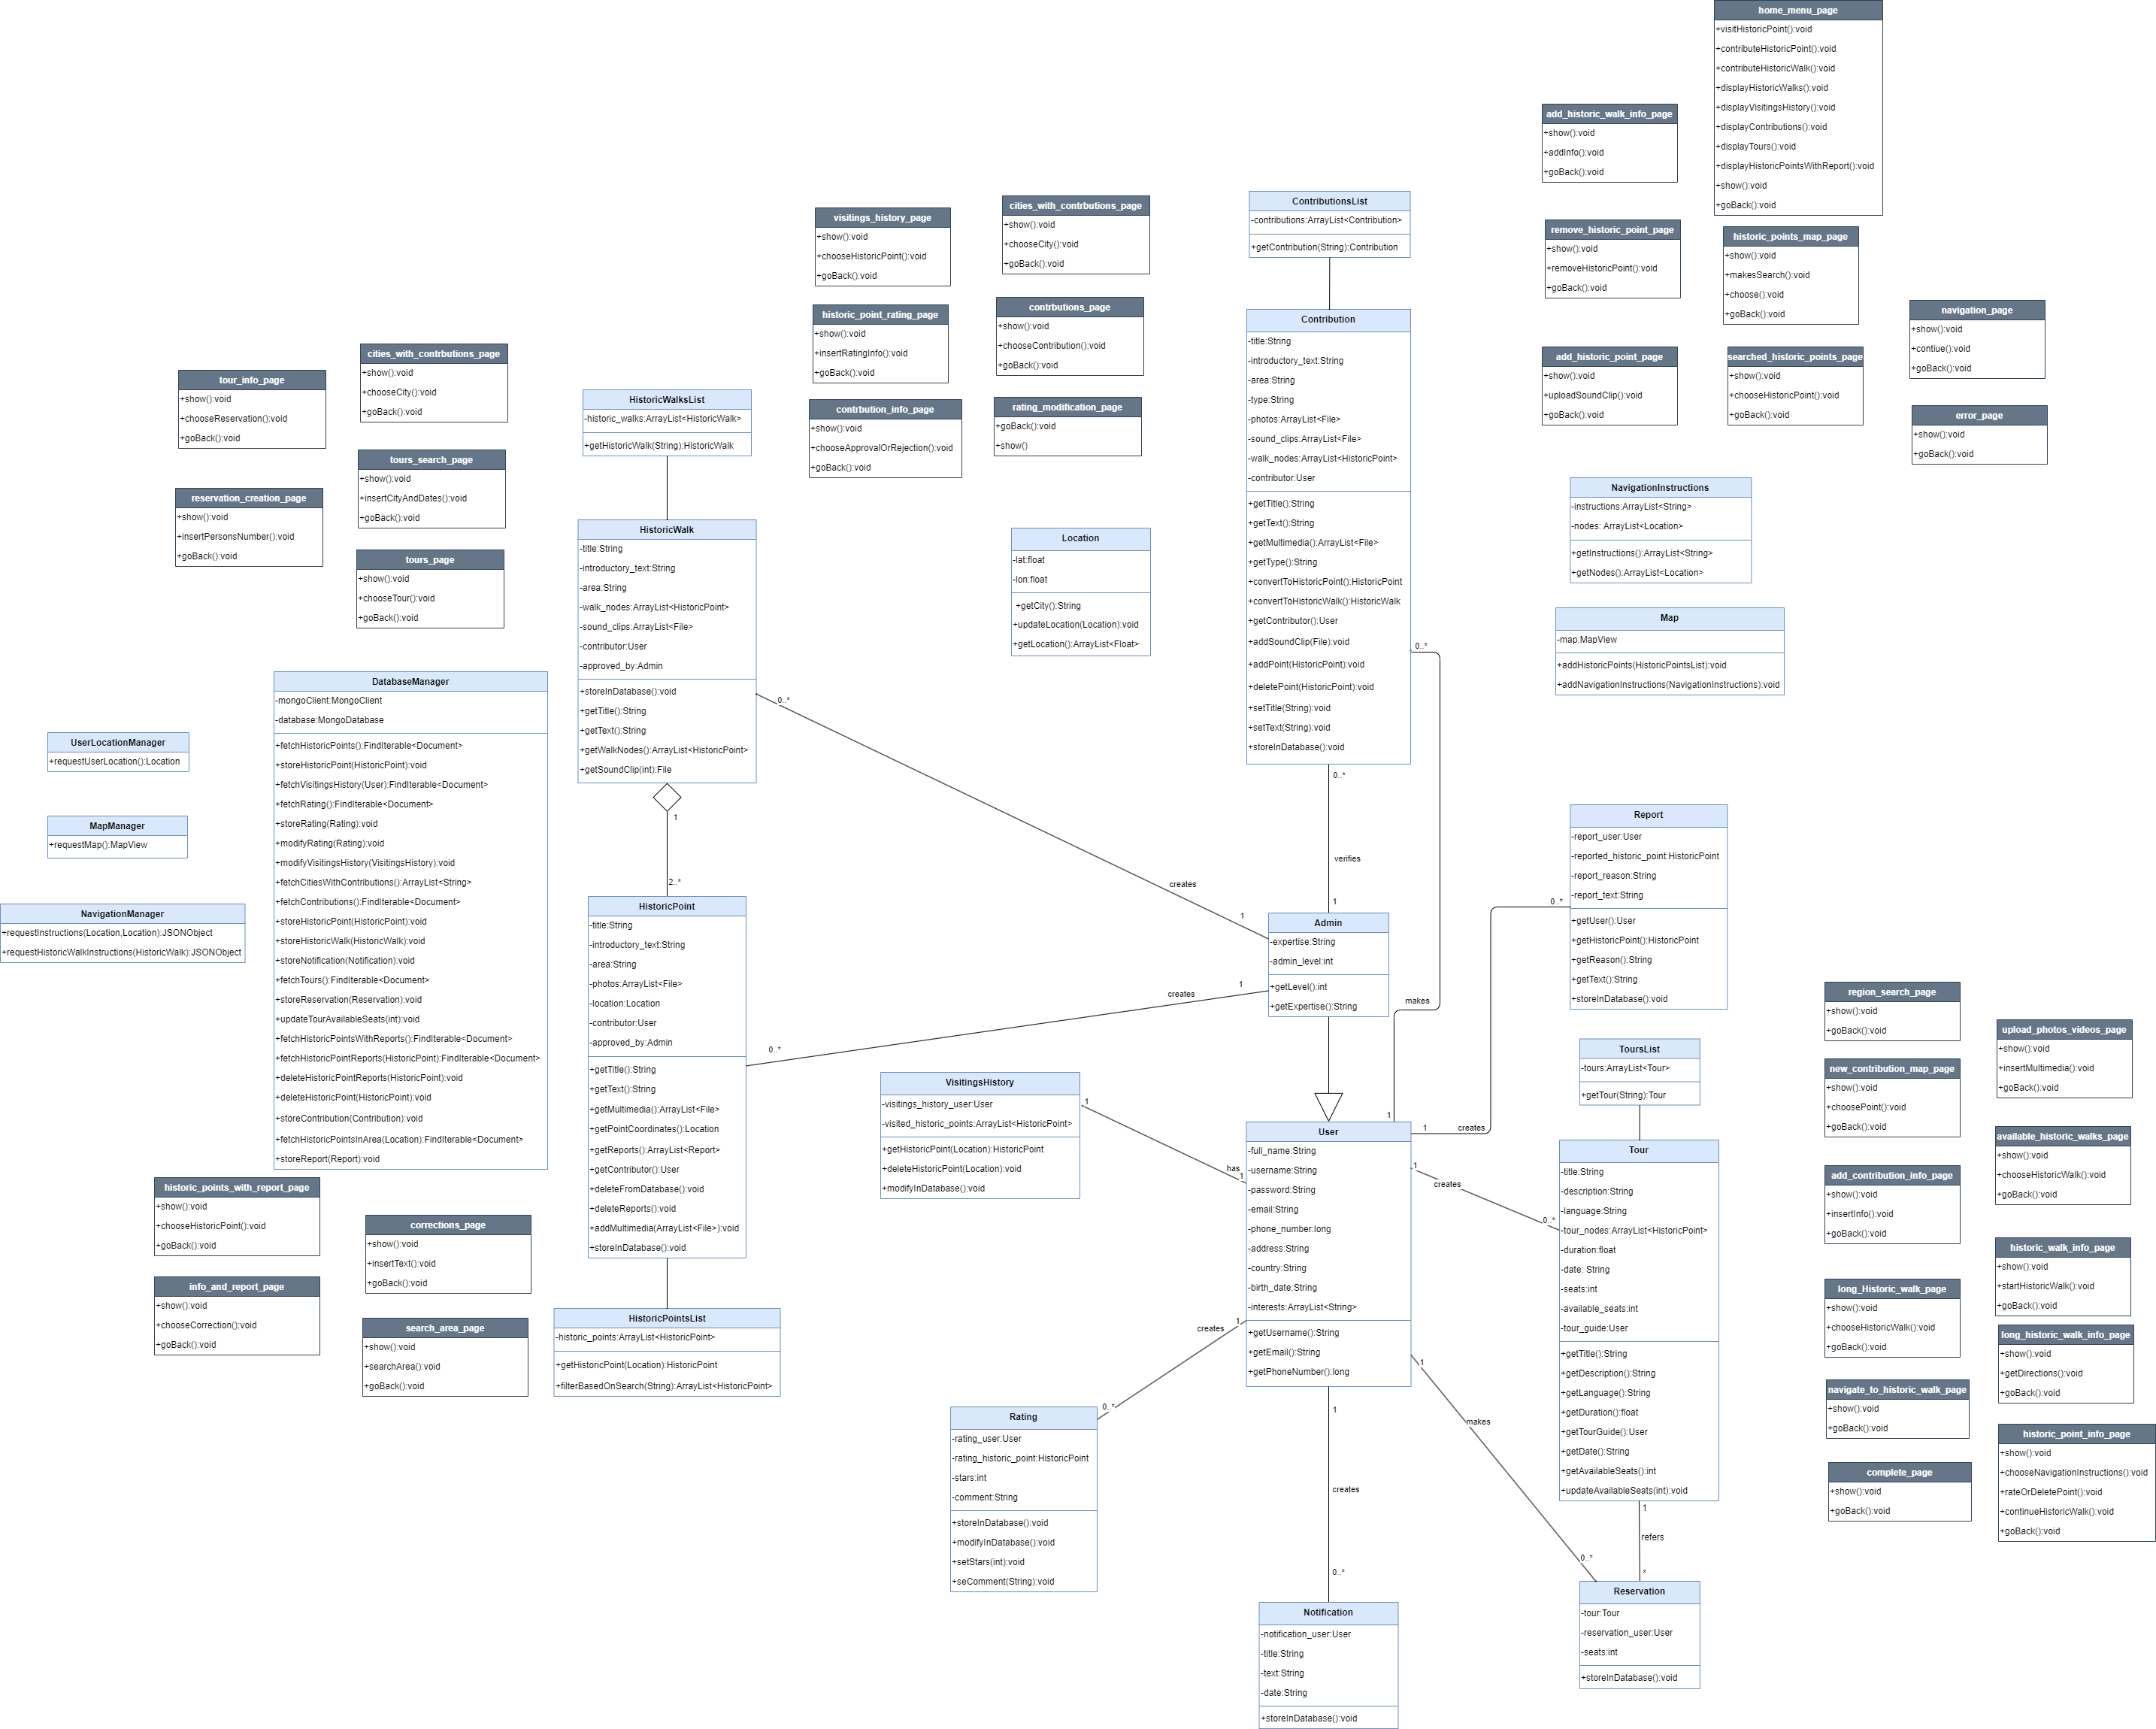 home_menu_page
+visitHistoricPoint():void
+contributeHistoricPoint():void
+contributeHistoricWalk():void
+displayHistoricWalks():void
+displayVisitingsHistory():void
+displayContributions():void
+displayTours():void
+displayHistoricPointsWithReport():void
+show():void
+goBack():void
add_historic_walk_info_page
+show():void
+addInfo():void
+goBack():void
remove_historic_point_page
+show():void
+removeHistoricPoint():void
+goBack():void
historic_points_map_page
+show():void
+makesSearch():void
+choose():void
+goBack():void
navigation_page
+show():void
+contiue():void
+goBack():void
add_historic_point_page
+show():void
+uploadSoundClip():void
+goBack():void
searched_historic_points_page
+show():void
+chooseHistoricPoint():void
+goBack():void
error_page
+show():void
+goBack():void
ContributionsList
-contributions:ArrayList<Contribution>
+getContribution(String):Contribution
visitings_history_page
+show():void
+chooseHistoricPoint():void
+goBack():void
cities_with_contrbutions_page
+show():void
+chooseCity():void
+goBack():void
historic_point_rating_page
+show():void
+insertRatingInfo():void
+goBack():void
contrbutions_page
+show():void
+chooseContribution():void
+goBack():void
contrbution_info_page
+show():void
+chooseApprovalOrRejection():void
+goBack():void
rating_modification_page
+goBack():void
+show()
tour_info_page
+show():void
+chooseReservation():void
+goBack():void
cities_with_contrbutions_page
+show():void
+chooseCity():void
+goBack():void
reservation_creation_page
+show():void
+insertPersonsNumber():void
+goBack():void
tours_search_page
+show():void
+insertCityAndDates():void
+goBack():void
tours_page
+show():void
+chooseTour():void
+goBack():void
HistoricWalksList
-historic_walks:ArrayList<HistoricWalk>
+getHistoricWalk(String):HistoricWalk
HistoricWalk
-title:String
-introductory_text:String
-area:String
-walk_nodes:ArrayList<HistoricPoint>
-sound_clips:ArrayList<File>
-contributor:User
-approved_by:Admin
+storeInDatabase():void
+getTitle():String
+getText():String
+getWalkNodes():ArrayList<HistoricPoint>
+getSoundClip(int):File
Location
-lat:float
-lon:float
+getCity():String
+updateLocation(Location):void
+getLocation():ArrayList<Float>
Contribution
-title:String
-introductory_text:String
-area:String
-type:String
-photos:ArrayList<File>
-sound_clips:ArrayList<File>
-walk_nodes:ArrayList<HistoricPoint>
-contributor:User
+getTitle():String
+getText():String
+getMultimedia():ArrayList<File>
+getType():String
+convertToHistoricPoint():HistoricPoint
+convertToHistoricWalk():HistoricWalk
+getContributor():User
+addSoundClip(File):void
+addPoint(HistoricPoint):void
+deletePoint(HistoricPoint):void
+setTitle(String):void
+setText(String):void
+storeInDatabase():void
NavigationInstructions
-instructions:ArrayList<String>
-nodes: ArrayList<Location>
+getInstructions():ArrayList<String>
+getNodes():ArrayList<Location>
Map
-map:MapView
+addHistoricPoints(HistoricPointsList):void
+addNavigationInstructions(NavigationInstructions):void
UserLocationManager
+requestUserLocation():Location
MapManager
+requestMap():MapView
NavigationManager
+requestInstructions(Location,Location):JSONObject
+requestHistoricWalkInstructions(HistoricWalk):JSONObject
DatabaseManager
-mongoClient:MongoClient
-database:MongoDatabase
+fetchHistoricPoints():FindIterable<Document>
+storeHistoricPoint(HistoricPoint):void
+fetchVisitingsHistory(User):FindIterable<Document>
+fetchRating():FindIterable<Document>
+storeRating(Rating):void
+modifyRating(Rating):void
+modifyVisitingsHistory(VisitingsHistory):void
+fetchCitiesWithContributions():ArrayList<String>
+fetchContributions():FindIterable<Document>
+storeHistoricPoint(HistoricPoint):void
+storeHistoricWalk(HistoricWalk):void
+storeNotification(Notification):void
+fetchTours():FindIterable<Document>
+storeReservation(Reservation):void
+updateTourAvailableSeats(int):void
+fetchHistoricPointsWithReports():FindIterable<Document>
+fetchHistoricPointReports(HistoricPoint):FindIterable<Document>
+deleteHistoricPointReports(HistoricPoint):void
+deleteHistoricPoint(HistoricPoint):void
+storeContribution(Contribution):void
+fetchHistoricPointsInArea(Location):FindIterable<Document>
+storeReport(Report):void
0..*
creates
1
1
2..*
0..*
0..*
verifies
1
makes
1
HistoricPoint
-title:String
-introductory_text:String
-area:String
-photos:ArrayList<File>
-location:Location
-contributor:User
-approved_by:Admin
+getTitle():String
+getText():String
+getMultimedia():ArrayList<File>
+getPointCoordinates():Location
+getReports():ArrayList<Report>
+getContributor():User
+deleteFromDatabase():void
+deleteReports():void
+addMultimedia(ArrayList<File>):void
+storeInDatabase():void
0..*
creates
1
Admin
-expertise:String
-admin_level:int
+getLevel():int
+getExpertise():String
Report
-report_user:User
-reported_historic_point:HistoricPoint
-report_reason:String
-report_text:String
+getUser():User
+getHistoricPoint():HistoricPoint
+getReason():String
+getText():String
+storeInDatabase():void
0..*
1
creates
VisitingsHistory
-visitings_history_user:User
-visited_historic_points:ArrayList<HistoricPoint>
+getHistoricPoint(Location):HistoricPoint
+deleteHistoricPoint(Location):void
+modifyInDatabase():void
1
has
1
User
-full_name:String
-username:String
-password:String
-email:String
-phone_number:long
-address:String
-country:String
-birth_date:String
-interests:ArrayList<String>
+getUsername():String
+getEmail():String
+getPhoneNumber():long
ToursList
-tours:ArrayList<Tour>
+getTour(String):Tour
1
creates
0..*
Tour
-title:String
-description:String
-language:String
-tour_nodes:ArrayList<HistoricPoint>
-duration:float
-date: String
-seats:int
-available_seats:int
-tour_guide:User
+getTitle():String
+getDescription():String
+getLanguage():String
+getDuration():float
+getTourGuide():User
+getDate():String
+getAvailableSeats():int
+updateAvailableSeats(int):void
region_search_page
+show():void
+goBack():void
upload_photos_videos_page
+show():void
+insertMultimedia():void
+goBack():void
new_contribution_map_page
+show():void
+choosePoint():void
+goBack():void
available_historic_walks_page
+show():void
+chooseHistoricWalk():void
+goBack():void
add_contribution_info_page
+show():void
+insertInfo():void
+goBack():void
historic_walk_info_page
+show():void
+startHistoricWalk():void
+goBack():void
long_Historic_walk_page
+show():void
+chooseHistoricWalk():void
+goBack():void
long_historic_walk_info_page
+show():void
+getDirections():void
+goBack():void
navigate_to_historic_walk_page
+show():void
+goBack():void
historic_point_info_page
+show():void
+chooseNavigationInstructions():void
+rateOrDeletePoint():void
+continueHistoricWalk():void
+goBack():void
complete_page
+show():void
+goBack():void
historic_points_with_report_page
+show():void
+chooseHistoricPoint():void
+goBack():void
corrections_page
+show():void
+insertText():void
+goBack():void
info_and_report_page
+show():void
+chooseCorrection():void
+goBack():void
search_area_page
+show():void
+searchArea():void
+goBack():void
HistoricPointsList
-historic_points:ArrayList<HistoricPoint>
+getHistoricPoint(Location):HistoricPoint
+filterBasedOnSearch(String):ArrayList<HistoricPoint>
1
creates
0..*
Rating
-rating_user:User
-rating_historic_point:HistoricPoint
-stars:int
-comment:String
+storeInDatabase():void
+modifyInDatabase():void
+setStars(int):void
+seComment(String):void
1
creates
0..*
1
makes
0..*
1
refers
*
Notification
-notification_user:User
-title:String
-text:String
-date:String
+storeInDatabase():void
Reservation
-tour:Tour
-reservation_user:User
-seats:int
+storeInDatabase():void